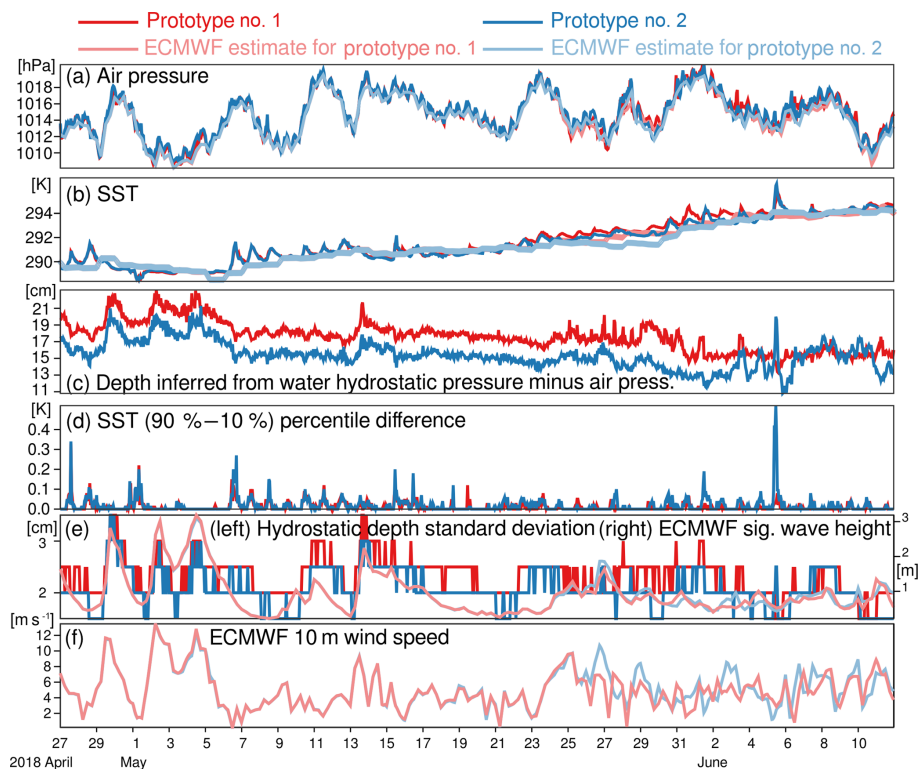 Prototype no. 1 Prototype no. 2
ECMWF estimate for prototype no. 1 ECMWF estimate for prototype no. 2
[hPa]
(a) Air pressure
1018
1016
1014
1012
1010
[K]
(b) SST
294
292
290
[cm]
21
19
17
15
13
11
(c) Depth inferred from water hydrostatic pressure minus air press.
[K]
(d) SST (90 %−10 %) percentile difference
0.4
0.3
0.2
0.1
0.0
[cm]
(e) (left) Hydrostatic depth standard deviation (right) ECMWF sig. wave height
3
2
3
2
[m]
1
[m s⁻¹]
(f) ECMWF 10 m wind speed
12
10
8
6
4
2
27 29 1 3 5 7 9 11 13 15 17 19 21 23 25 27 29 31 2 4 6 8 10
2018 April May June